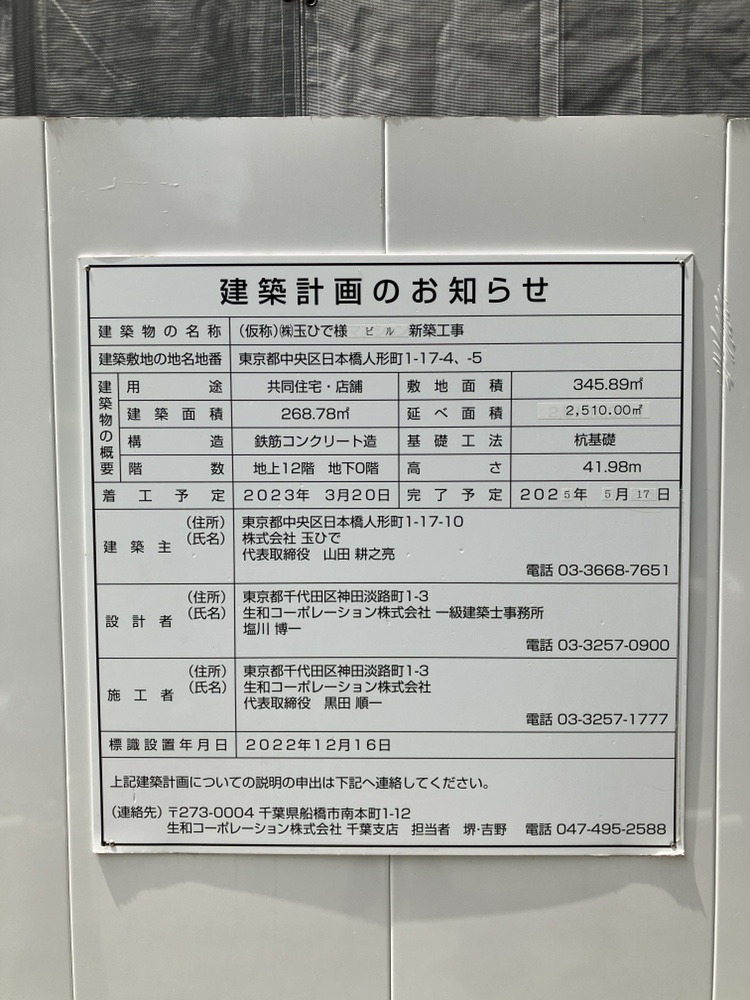 建築計画のお知らせ
建築物の名称 (仮称)㈱玉ひで様 ビル 新築工事
建築敷地の地名地番 東京都中央区日本橋人形町1-17-4、-5
建築物の概要
用途 共同住宅・店舗 敷地面積 345.89㎡
建築面積 268.78㎡ 延べ面積 2,510.00㎡
構造 鉄筋コンクリート造 基礎工法 杭基礎
階数 地上12階 地下0階 高さ 41.98m
着工予定 2023年 3月20日 完了予定 2025年 5月17日
建築主 (住所) 東京都中央区日本橋人形町1-17-10
(氏名) 株式会社 玉ひで
代表取締役 山田 耕之亮
電話 03-3668-7651
設計者 (住所) 東京都千代田区神田淡路町1-3
(氏名) 生和コーポレーション株式会社 一級建築士事務所
塩川 博一
電話 03-3257-0900
施工者 (住所) 東京都千代田区神田淡路町1-3
(氏名) 生和コーポレーション株式会社
代表取締役 黒田 順一
電話 03-3257-1777
標識設置年月日 2022年12月16日
上記建築計画についての説明の申出は下記へ連絡してください。
(連絡先) 〒273-0004 千葉県船橋市南本町1-12
生和コーポレーション株式会社 千葉支店 担当者 堺・吉野 電話 047-495-2588